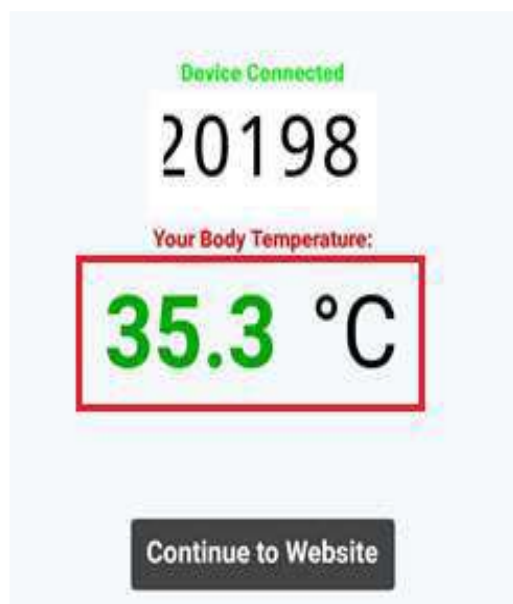 Device Connected
20198
Your Body Temperature:
35.3 °C
Continue to Website